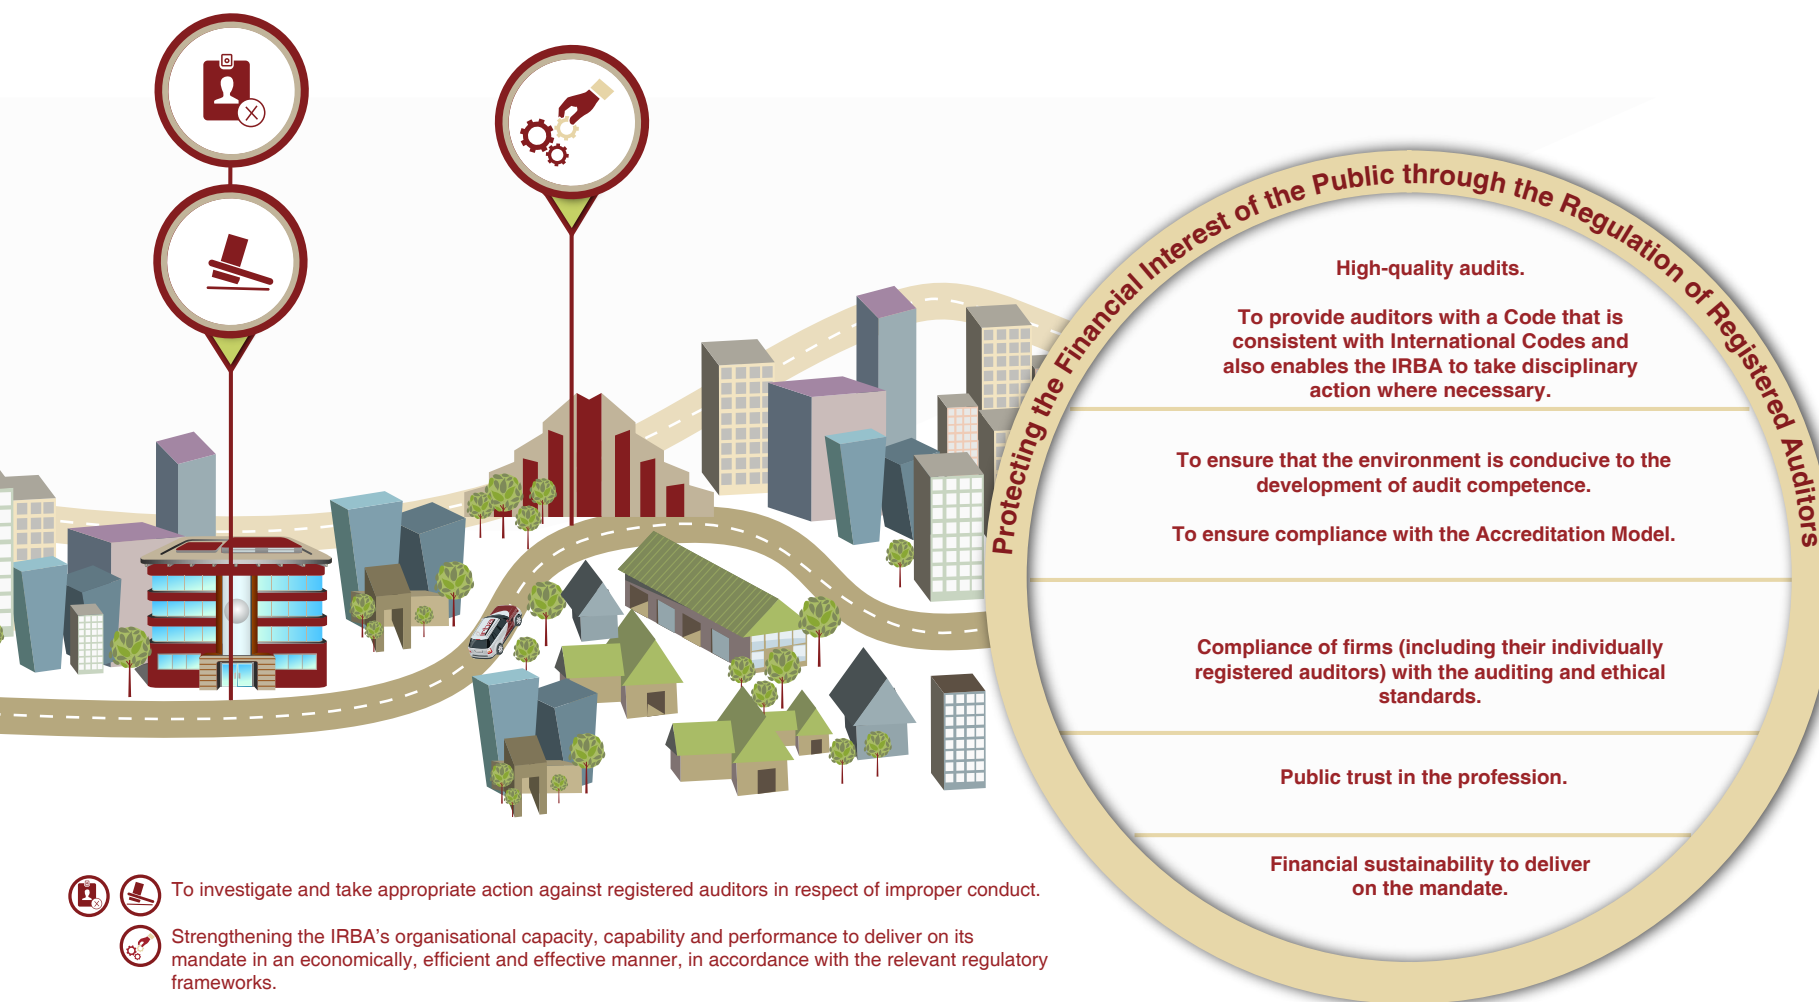 Protecting the Financial Interest of the Public through the Regulation of Registered Auditors
High-quality audits.
To provide auditors with a Code that is
consistent with International Codes and
also enables the IRBA to take disciplinary
action where necessary.
To ensure that the environment is conducive to the
development of audit competence.
To ensure compliance with the Accreditation Model.
Compliance of firms (including their individually
registered auditors) with the auditing and ethical
standards.
Public trust in the profession.
Financial sustainability to deliver
on the mandate.
To investigate and take appropriate action against registered auditors in respect of improper conduct.
Strengthening the IRBA's organisational capacity, capability and performance to deliver on its
mandate in an economically, efficient and effective manner, in accordance with the relevant regulatory
frameworks.